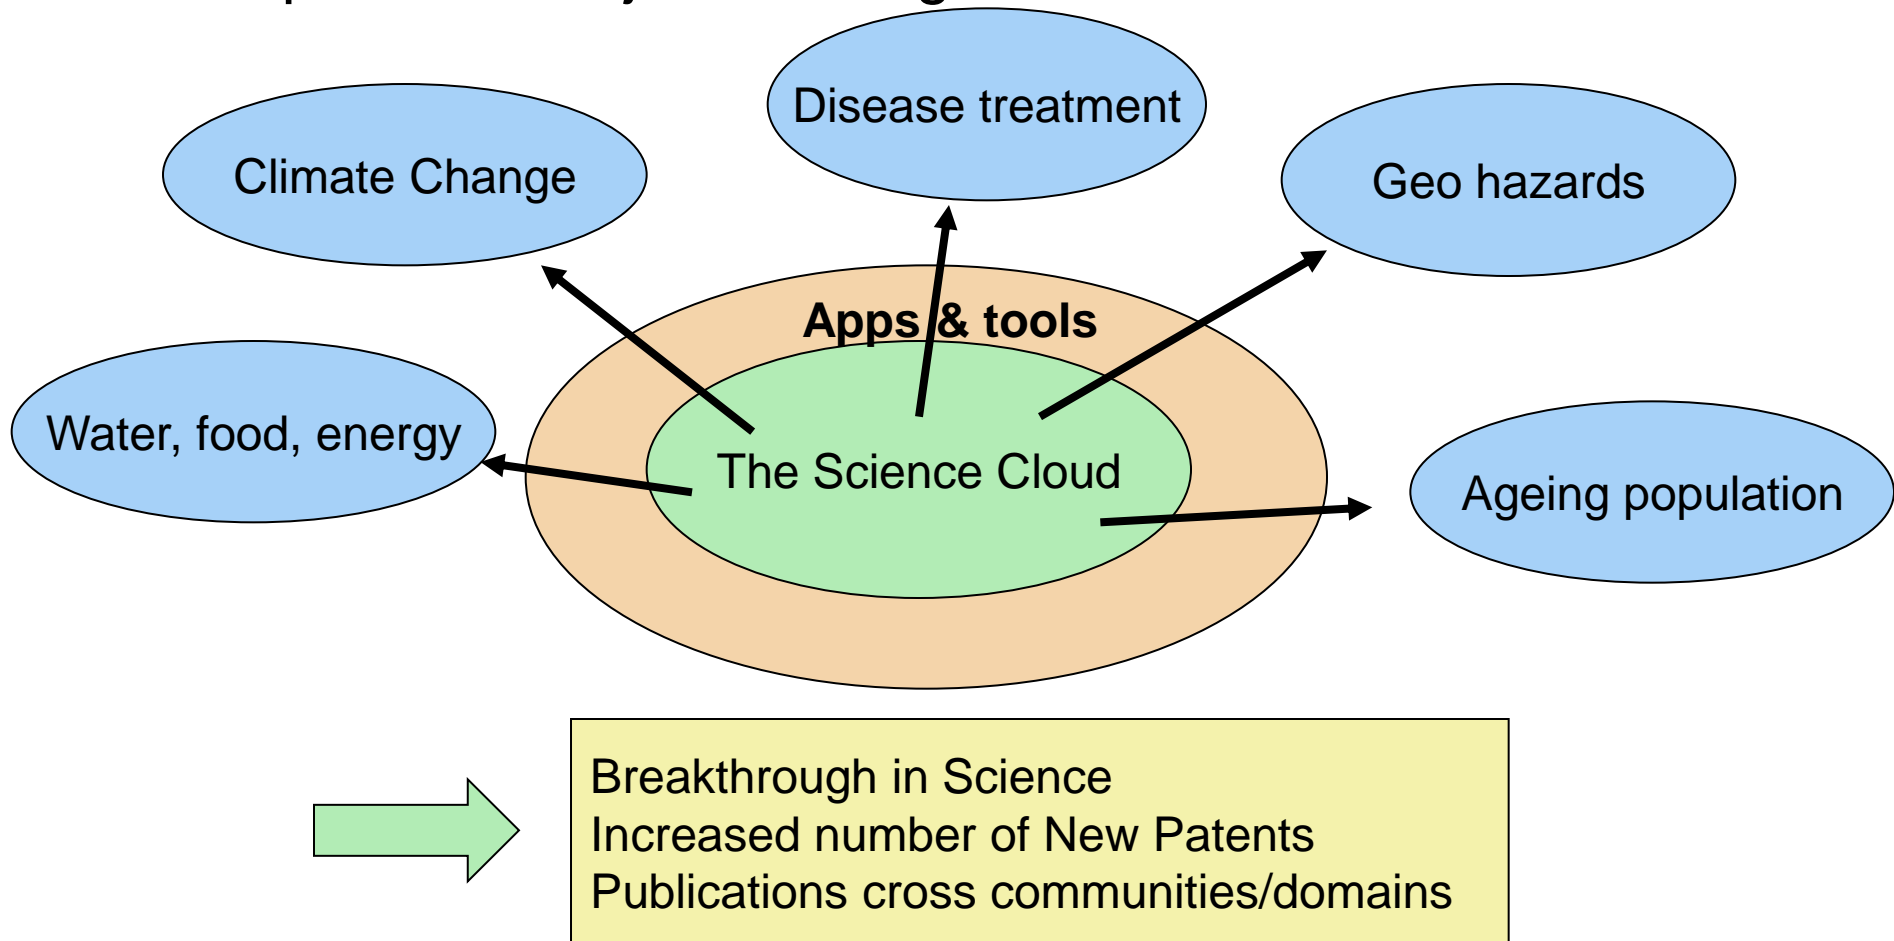 Disease treatment
Climate Change
Geo hazards
Apps & tools
Water, food, energy
The Science Cloud
Ageing population
Breakthrough in Science
Increased number of New Patents
Publications cross communities/domains